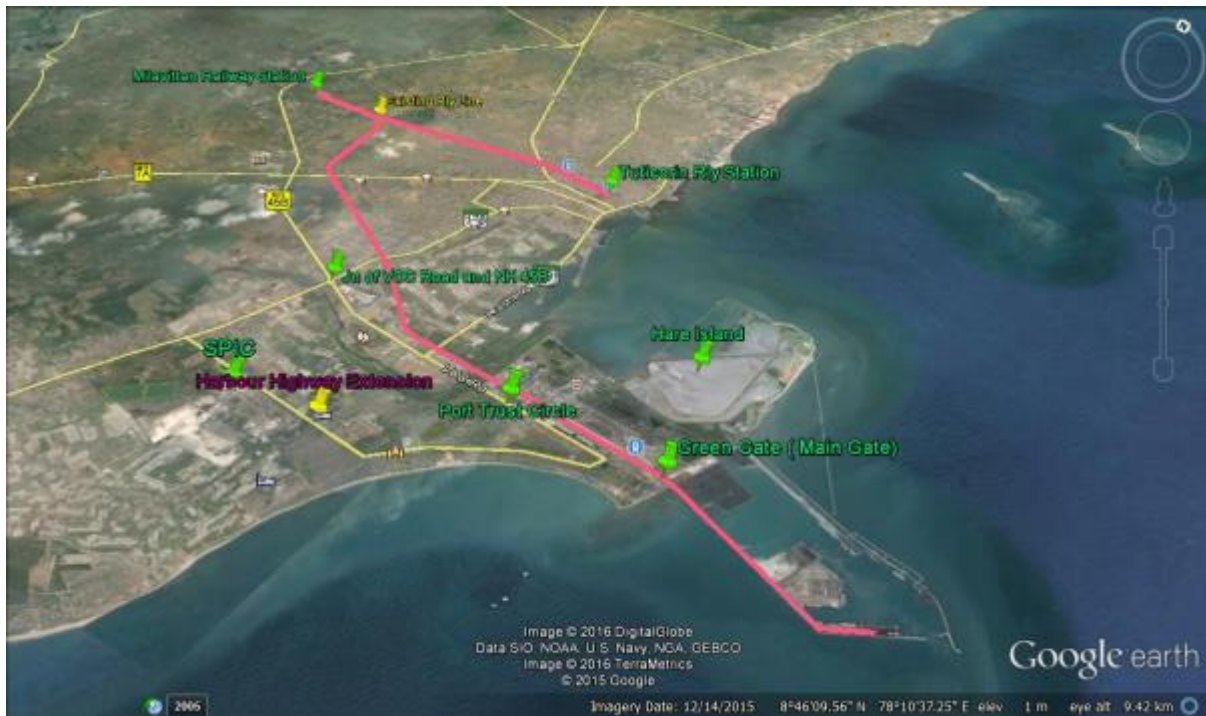 Milavittan Railway Station
Existing Rly Line
Tuticorin Rly Station
7A
45B
Jn of VOC Road and NH 45B
Hare Island
SPIC
Harbour Highway Extension
Port Trust Circle
Green Gate ( Main Gate)
Image © 2016 DigitalGlobe
Data SIO, NOAA, U.S. Navy, NGA, GEBCO
Image © 2016 TerraMetrics
© 2015 Google
Google earth
2005
Imagery Date: 12/14/2015 8°46'09.56" N 78°10'37.25" E elev 1 m eye alt 9.42 km